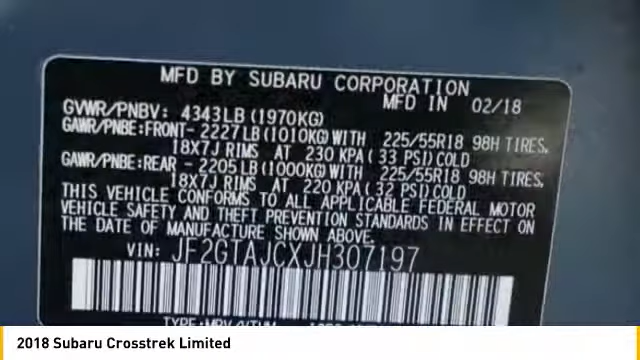 MFD BY SUBARU CORPORATION
MFD IN 02/18
GVWR/PNBV: 4343LB (1970KG)
GAWR/PNBE:FRONT- 2227LB (1010KG) WITH 225/55R18 98H TIRES,
18X7J RIMS AT 230 KPA ( 33 PSI) COLD
GAWR/PNBE:REAR - 2205LB (1000KG) WITH 225/55R18 98H TIRES,
18X7J RIMS AT 220 KPA ( 32 PSI) COLD
THIS VEHICLE CONFORMS TO ALL APPLICABLE FEDERAL MOTOR
VEHICLE SAFETY AND THEFT PREVENTION STANDARDS IN EFFECT ON
THE DATE OF MANUFACTURE SHOWN ABOVE.
VIN: JF2GTAJCXJH307197
2018 Subaru Crosstrek Limited